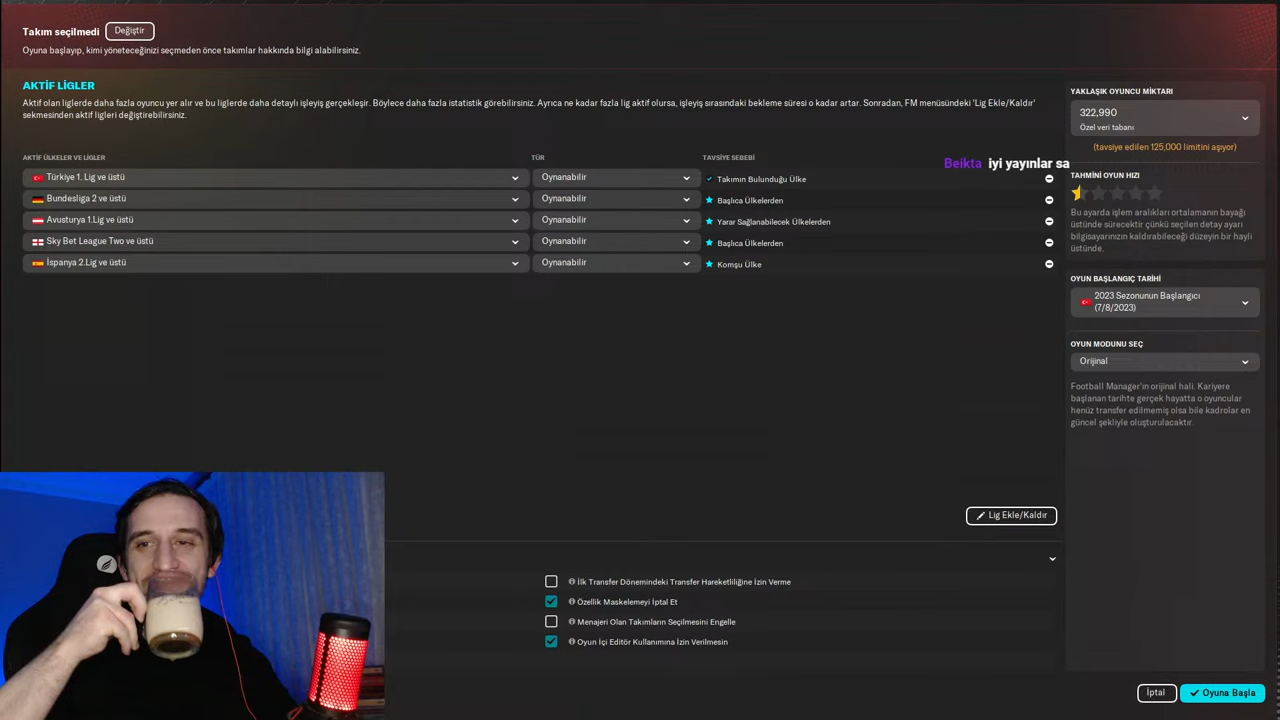 Takım seçilmedi
Değiştir
Oyuna başlayıp, kimi yöneteceğinizi seçmeden önce takımlar hakkında bilgi alabilirsiniz.
AKTİF LİGLER
Aktif olan liglerde daha fazla oyuncu yer alır ve bu liglerde daha detaylı işleyiş gerçekleşir. Böylece daha fazla istatistik görebilirsiniz. Ayrıca ne kadar fazla lig aktif olursa, işleyiş sırasındaki bekleme süresi o kadar artar. Sonradan, FM menüsündeki 'Lig Ekle/Kaldır'
sekmesinden aktif ligleri değiştirebilirsiniz.
AKTİF ÜLKELER VE LİGLER
TÜR
TAVSİYE SEBEBİ
Türkiye 1. Lig ve üstü
Oynanabilir
Takımın Bulunduğu Ülke
Bundesliga 2 ve üstü
Oynanabilir
Başlıca Ülkelerden
Avusturya 1.Lig ve üstü
Oynanabilir
Yarar Sağlanabilecek Ülkelerden
Sky Bet League Two ve üstü
Oynanabilir
Başlıca Ülkelerden
İspanya 2.Lig ve üstü
Oynanabilir
Komşu Ülke
Beikta iyi yayınlar sa
YAKLAŞIK OYUNCU MİKTARI
322,990
Özel veri tabanı
(tavsiye edilen 125,000 limitini aşıyor)
TAHMİNİ OYUN HIZI
Bu ayarda işlem aralıkları ortalamanın bayağı
üstünde sürecektir çünkü seçilen detay ayarı
bilgisayarınızın kaldırabileceği düzeyin bir hayli
üstünde.
OYUN BAŞLANGIÇ TARİHİ
2023 Sezonunun Başlangıcı
(7/8/2023)
OYUN MODUNU SEÇ
Orijinal
Football Manager'ın orijinal hali. Kariyere
başlanan tarihte gerçek hayatta o oyuncular
henüz transfer edilmemiş olsa bile kadrolar en
güncel şekliyle oluşturulacaktır.
Lig Ekle/Kaldır
İlk Transfer Dönemindeki Transfer Hareketliliğine İzin Verme
Özellik Maskelemeyi İptal Et
Menajeri Olan Takımların Seçilmesini Engelle
Oyun İçi Editör Kullanımına İzin Verilmesin
İptal
Oyuna Başla